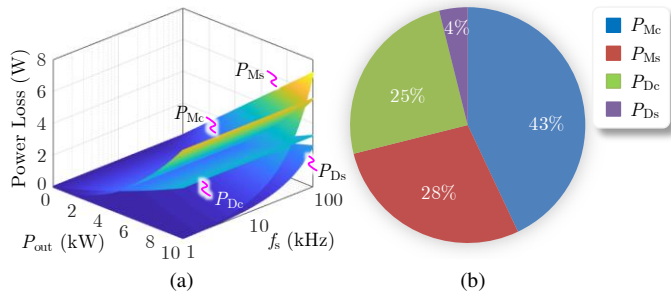 8
6
4
2
0
Power Loss (W)
P_Ms
P_Mc
P_Dc
P_Ds
0
2
4
6
8
10
P_out (kW)
1
10
100
f_s (kHz)
(a)
4%
25%
43%
28%
P_Mc
P_Ms
P_Dc
P_Ds
(b)